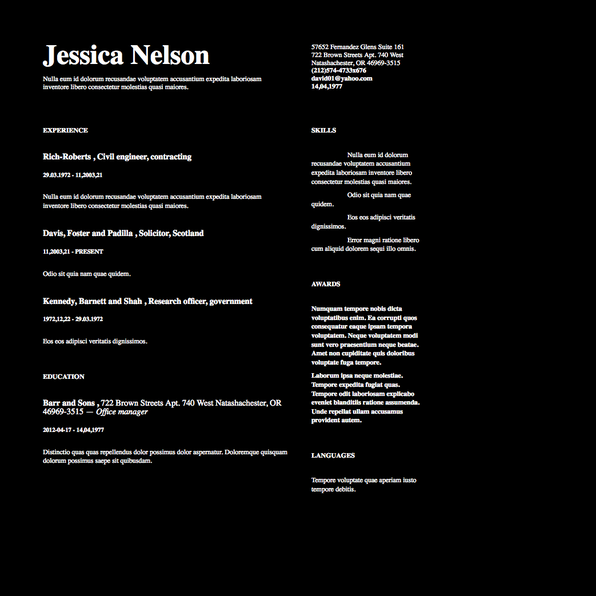 Jessica Nelson
Nulla eum id dolorum recusandae voluptatem accusantium expedita laboriosam
inventore libero consectetur molestias quasi maiores.
57652 Fernandez Glens Suite 161
722 Brown Streets Apt. 740 West
Natashachester, OR 46969-3515
(212)574-4733x676
david01@yahoo.com
14,04,1977
EXPERIENCE
Rich-Roberts , Civil engineer, contracting
29.03.1972 - 11,2003,21
Nulla eum id dolorum recusandae voluptatem accusantium expedita laboriosam
inventore libero consectetur molestias quasi maiores.
Davis, Foster and Padilla , Solicitor, Scotland
11,2003,21 - PRESENT
Odio sit quia nam quae quidem.
Kennedy, Barnett and Shah , Research officer, government
1972,12,22 - 29.03.1972
Eos eos adipisci veritatis dignissimos.
EDUCATION
Barr and Sons , 722 Brown Streets Apt. 740 West Natashachester, OR
46969-3515 — Office manager
2012-04-17 - 14,04,1977
Distinctio quas quas repellendus dolor possimus dolor aspernatur. Doloremque quisquam
dolorum possimus saepe sit quibusdam.
SKILLS
Nulla eum id dolorum
recusandae voluptatem accusantium
expedita laboriosam inventore libero
consectetur molestias quasi maiores.
Odio sit quia nam quae
quidem.
Eos eos adipisci veritatis
dignissimos.
Error magni ratione libero
cum aliquid dolorem sequi illo omnis.
AWARDS
Numquam tempore nobis dicta
voluptatibus enim. Ea corrupti quos
consequatur eaque ipsam tempora
voluptatem. Neque voluptatem modi
sunt vero praesentium neque beatae.
Amet non cupiditate quis doloribus
voluptate fuga tempore.
Laborum ipsa neque molestiae.
Tempore expedita fugiat quas.
Tempore odit laboriosam explicabo
eveniet blanditiis ratione assumenda.
Unde repellat ullam accusamus
provident autem.
LANGUAGES
Tempore voluptate quae aperiam iusto
tempore debitis.